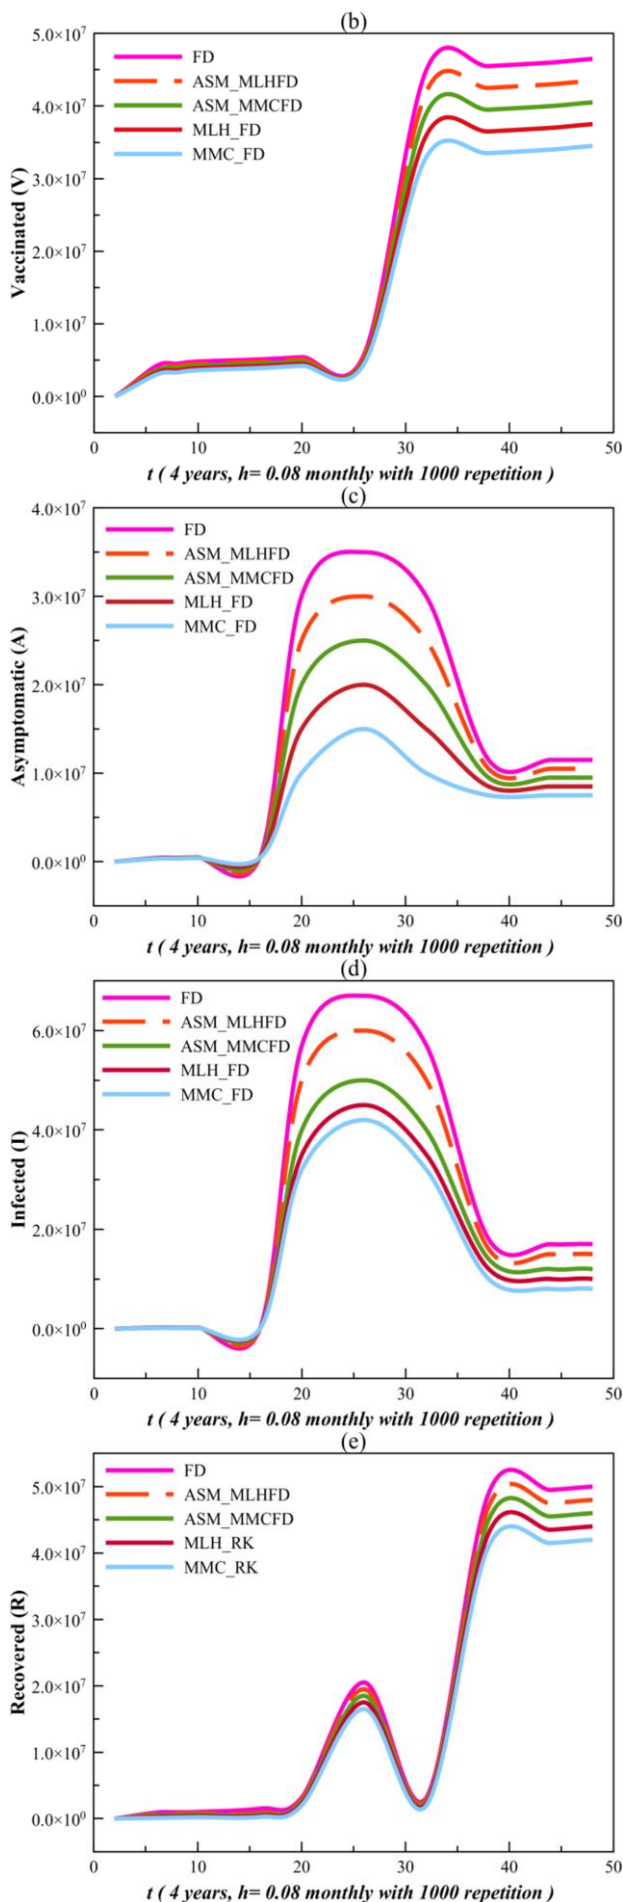 (b)
5.0×10⁷
4.0×10⁷
3.0×10⁷
2.0×10⁷
1.0×10⁷
0.0×10⁰
Vaccinated (V)
FD
ASM_MLHFD
ASM_MMCFD
MLH_FD
MMC_FD
0 10 20 30 40 50
t ( 4 years, h= 0.08 monthly with 1000 repetition )
(c)
4.0×10⁷
3.0×10⁷
2.0×10⁷
1.0×10⁷
0.0×10⁰
Asymptomatic (A)
FD
ASM_MLHFD
ASM_MMCFD
MLH_FD
MMC_FD
0 10 20 30 40 50
t ( 4 years, h= 0.08 monthly with 1000 repetition )
(d)
6.0×10⁷
4.0×10⁷
2.0×10⁷
0.0×10⁰
Infected (I)
FD
ASM_MLHFD
ASM_MMCFD
MLH_FD
MMC_FD
0 10 20 30 40 50
t ( 4 years, h= 0.08 monthly with 1000 repetition )
(e)
5.0×10⁷
4.0×10⁷
3.0×10⁷
2.0×10⁷
1.0×10⁷
0.0×10⁰
Recovered (R)
FD
ASM_MLHFD
ASM_MMCFD
MLH_RK
MMC_RK
0 10 20 30 40 50
t ( 4 years, h= 0.08 monthly with 1000 repetition )